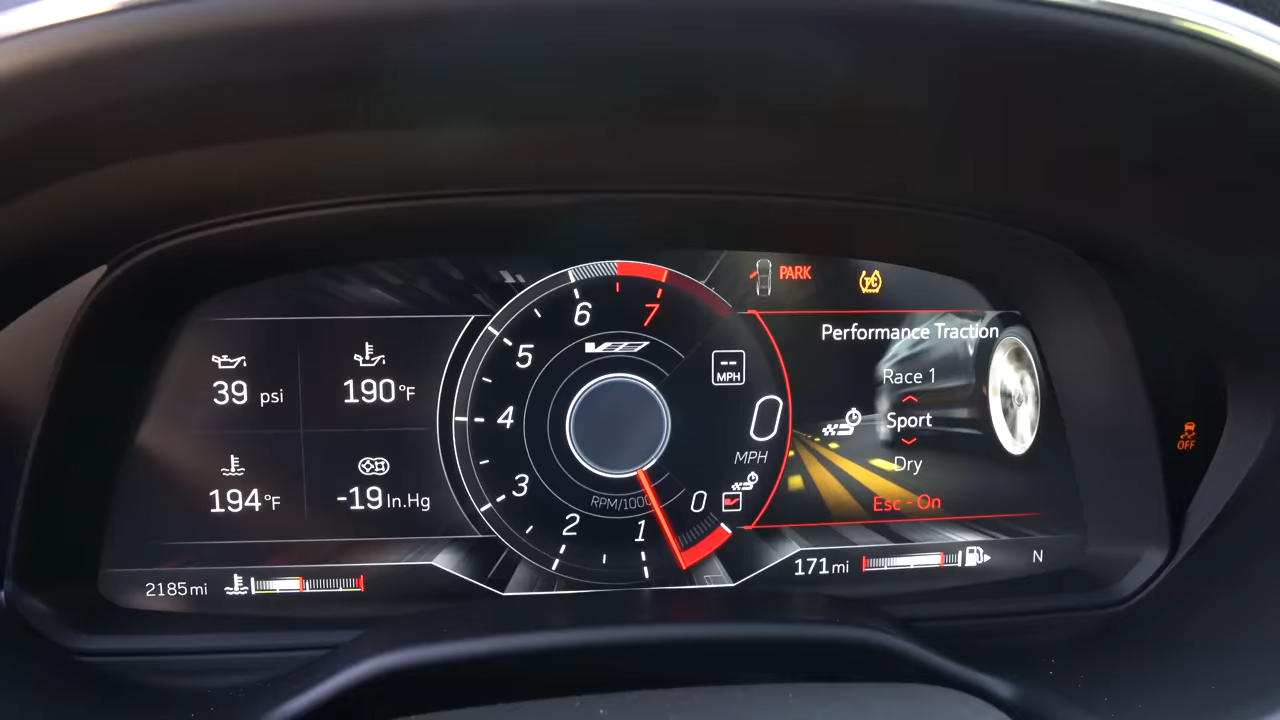 PARK
TC
6 7
5
4
3
2
1
0
RPM/1000
--
MPH
0
MPH
39 psi
190 °F
194 °F
-19 In.Hg
Performance Traction
Race 1
Sport
Dry
Esc - On
OFF
2185 mi
171 mi
N